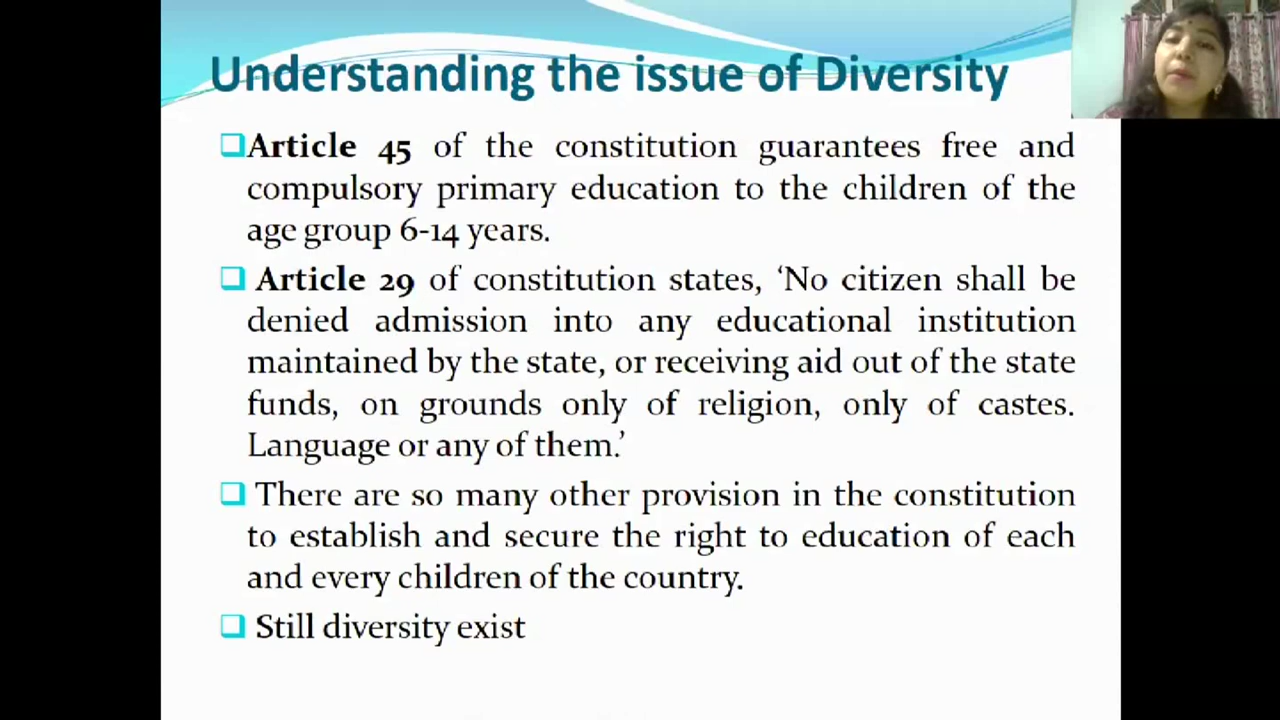 Understanding the issue of Diversity
Article 45 of the constitution guarantees free and
compulsory primary education to the children of the
age group 6-14 years.
Article 29 of constitution states, ‘No citizen shall be
denied admission into any educational institution
maintained by the state, or receiving aid out of the state
funds, on grounds only of religion, only of castes.
Language or any of them.’
There are so many other provision in the constitution
to establish and secure the right to education of each
and every children of the country.
Still diversity exist